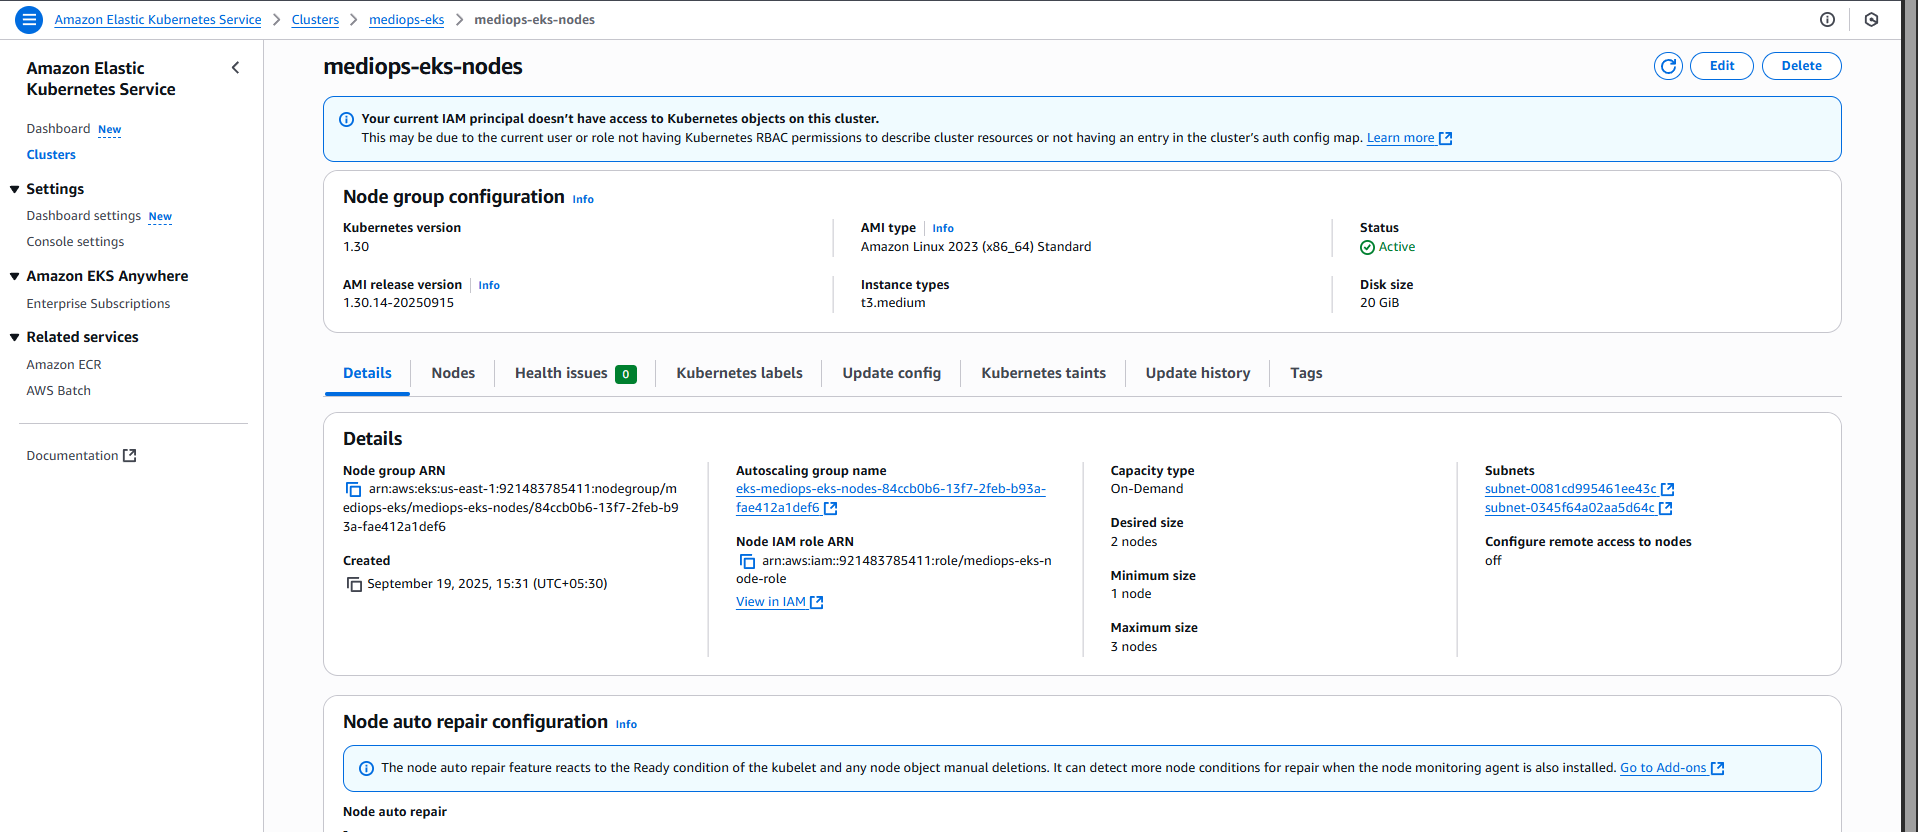 Amazon Elastic Kubernetes Service > Clusters > mediops-eks > mediops-eks-nodes
Amazon Elastic
Kubernetes Service
Dashboard New
Clusters
Settings
Dashboard settings New
Console settings
Amazon EKS Anywhere
Enterprise Subscriptions
Related services
Amazon ECR
AWS Batch
Documentation
mediops-eks-nodes
Edit
Delete
Your current IAM principal doesn't have access to Kubernetes objects on this cluster.
This may be due to the current user or role not having Kubernetes RBAC permissions to describe cluster resources or not having an entry in the cluster's auth config map. Learn more
Node group configuration Info
Kubernetes version
1.30
AMI type Info
Amazon Linux 2023 (x86_64) Standard
Status
Active
AMI release version Info
1.30.14-20250915
Instance types
t3.medium
Disk size
20 GiB
Details Nodes Health issues 0 Kubernetes labels Update config Kubernetes taints Update history Tags
Details
Node group ARN
arn:aws:eks:us-east-1:921483785411:nodegroup/m
ediops-eks/mediops-eks-nodes/84ccb0b6-13f7-2feb-b9
3a-fae412a1def6
Created
September 19, 2025, 15:31 (UTC+05:30)
Autoscaling group name
eks-mediops-eks-nodes-84ccb0b6-13f7-2feb-b93a-
fae412a1def6
Node IAM role ARN
arn:aws:iam::921483785411:role/mediops-eks-n
ode-role
View in IAM
Capacity type
On-Demand
Desired size
2 nodes
Minimum size
1 node
Maximum size
3 nodes
Subnets
subnet-0081cd995461ee43c
subnet-0345f64a02aa5d64c
Configure remote access to nodes
off
Node auto repair configuration Info
The node auto repair feature reacts to the Ready condition of the kubelet and any node object manual deletions. It can detect more node conditions for repair when the node monitoring agent is also installed. Go to Add-ons
Node auto repair